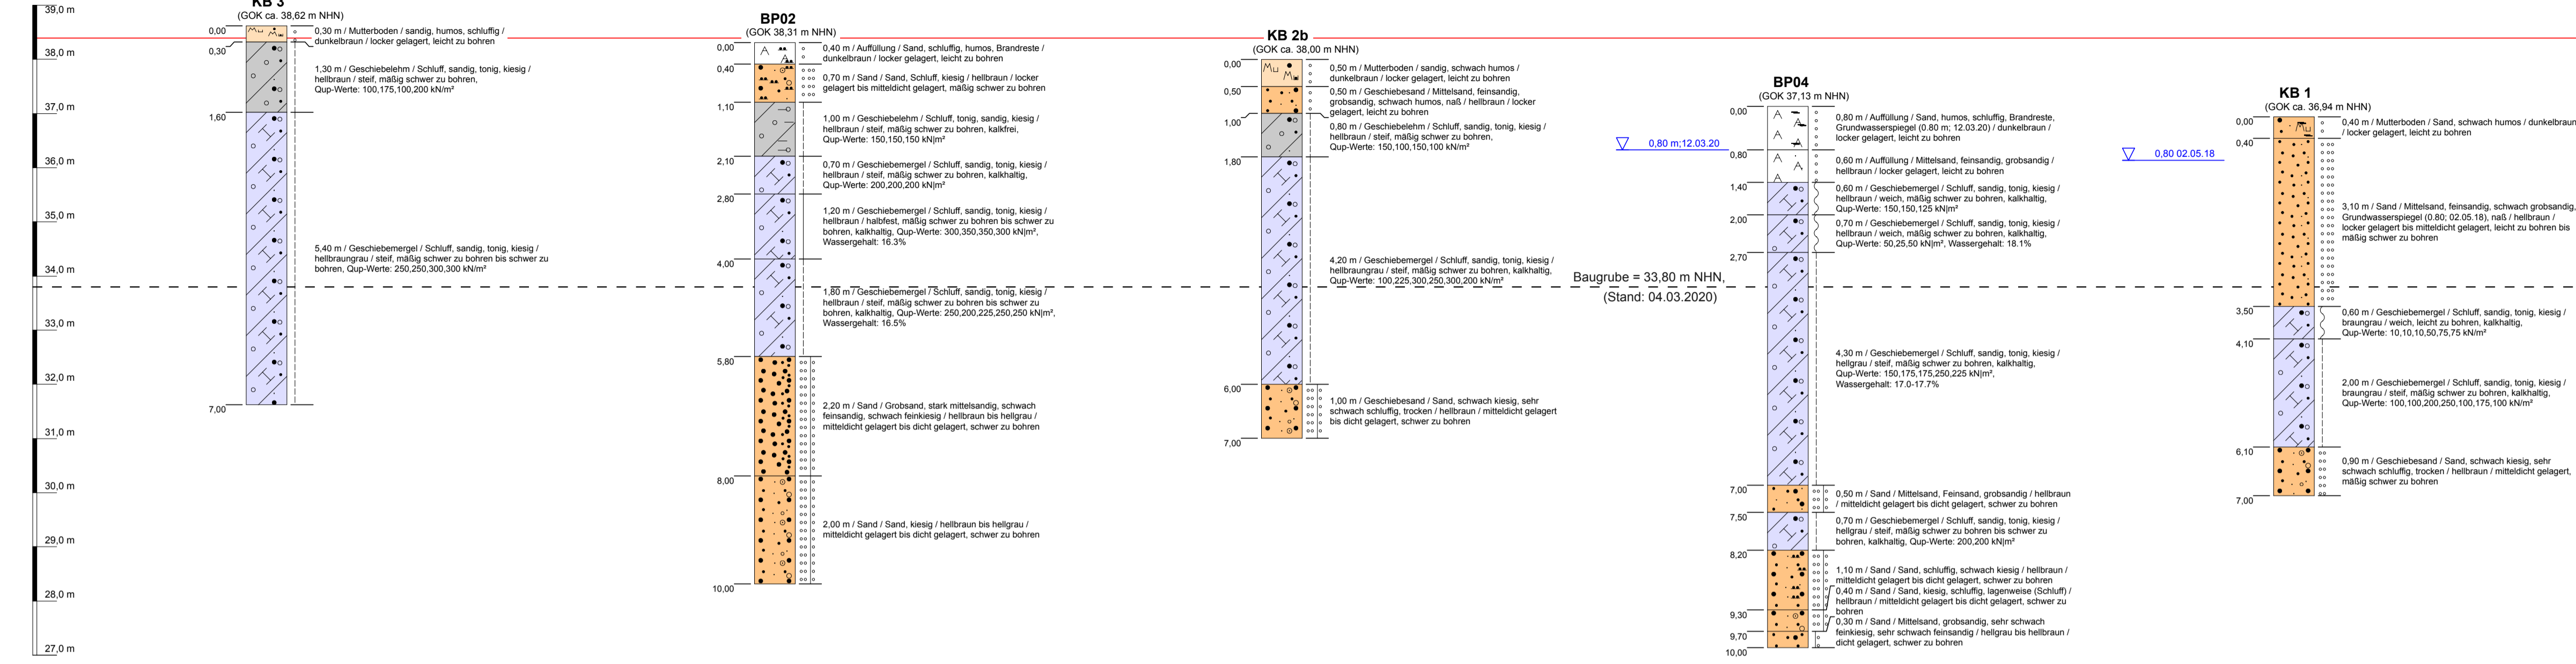 39,0 m
38,0 m
37,0 m
36,0 m
35,0 m
34,0 m
33,0 m
32,0 m
31,0 m
30,0 m
29,0 m
28,0 m
27,0 m
KB 3
(GOK ca. 38,62 m NHN)
0,00
0,30
1,60
7,00
Mu
0,30 m / Mutterboden / sandig, humos, schluffig /
dunkelbraun / locker gelagert, leicht zu bohren
1,30 m / Geschiebelehm / Schluff, sandig, tonig, kiesig /
hellbraun / steif, mäßig schwer zu bohren,
Qup-Werte: 100,175,100,200 kN/m²
5,40 m / Geschiebemergel / Schluff, sandig, tonig, kiesig /
hellbraungrau / steif, mäßig schwer zu bohren bis schwer zu
bohren, Qup-Werte: 250,250,300,300 kN/m²
BP02
(GOK 38,31 m NHN)
0,00
0,40
1,10
2,10
2,80
4,00
5,80
8,00
10,00
A
A
0,40 m / Auffüllung / Sand, schluffig, humos, Brandreste /
dunkelbraun / locker gelagert, leicht zu bohren
0,70 m / Sand / Sand, Schluff, kiesig / hellbraun / locker
gelagert bis mitteldicht gelagert, mäßig schwer zu bohren
1,00 m / Geschiebelehm / Schluff, tonig, sandig, kiesig /
hellbraun / steif, mäßig schwer zu bohren, kalkfrei,
Qup-Werte: 150,150,150 kN|m²
0,70 m / Geschiebemergel / Schluff, sandig, tonig, kiesig /
hellbraun / steif, mäßig schwer zu bohren, kalkhaltig,
Qup-Werte: 200,200,200 kN|m²
1,20 m / Geschiebemergel / Schluff, sandig, tonig, kiesig /
hellbraun / halbfest, mäßig schwer zu bohren bis schwer zu
bohren, kalkhaltig, Qup-Werte: 300,350,350,300 kN|m²,
Wassergehalt: 16.3%
1,80 m / Geschiebemergel / Schluff, sandig, tonig, kiesig /
hellbraun / steif, mäßig schwer zu bohren bis schwer zu
bohren, kalkhaltig, Qup-Werte: 250,200,225,250,250 kN|m²,
Wassergehalt: 16.5%
2,20 m / Sand / Grobsand, stark mittelsandig, schwach
feinsandig, schwach feinkiesig / hellbraun bis hellgrau /
mitteldicht gelagert bis dicht gelagert, schwer zu bohren
2,00 m / Sand / Sand, kiesig / hellbraun bis hellgrau /
mitteldicht gelagert bis dicht gelagert, schwer zu bohren
KB 2b
(GOK ca. 38,00 m NHN)
0,00
0,50
1,00
1,80
6,00
7,00
Mu
Mu
0,50 m / Mutterboden / sandig, schwach humos /
dunkelbraun / locker gelagert, leicht zu bohren
0,50 m / Geschiebesand / Mittelsand, feinsandig,
grobsandig, schwach humos, naß / hellbraun / locker
gelagert, leicht zu bohren
0,80 m / Geschiebelehm / Schluff, sandig, tonig, kiesig /
hellbraun / steif, mäßig schwer zu bohren,
Qup-Werte: 150,100,150,100 kN/m²
4,20 m / Geschiebemergel / Schluff, sandig, tonig, kiesig /
hellbraungrau / steif, mäßig schwer zu bohren, kalkhaltig,
Qup-Werte: 100,225,300,250,300,200 kN/m²
1,00 m / Geschiebesand / Sand, schwach kiesig, sehr
schwach schluffig, trocken / hellbraun / mitteldicht gelagert
bis dicht gelagert, schwer zu bohren
Baugrube = 33,80 m NHN,
(Stand: 04.03.2020)
BP04
(GOK 37,13 m NHN)
0,80 m;12.03.20
0,00
0,80
1,40
2,00
2,70
7,00
7,50
8,20
9,30
9,70
10,00
A
A
A
A
A
A
A
0,80 m / Auffüllung / Sand, humos, schluffig, Brandreste,
Grundwasserspiegel (0.80 m; 12.03.20) / dunkelbraun /
locker gelagert, leicht zu bohren
0,60 m / Auffüllung / Mittelsand, feinsandig, grobsandig /
hellbraun / locker gelagert, leicht zu bohren
0,60 m / Geschiebemergel / Schluff, sandig, tonig, kiesig /
hellbraun / weich, mäßig schwer zu bohren, kalkhaltig,
Qup-Werte: 150,150,125 kN|m²
0,70 m / Geschiebemergel / Schluff, sandig, tonig, kiesig /
hellbraun / weich, mäßig schwer zu bohren, kalkhaltig,
Qup-Werte: 50,25,50 kN|m², Wassergehalt: 18.1%
4,30 m / Geschiebemergel / Schluff, sandig, tonig, kiesig /
hellgrau / steif, mäßig schwer zu bohren, kalkhaltig,
Qup-Werte: 150,175,175,250,225 kN|m²,
Wassergehalt: 17.0-17.7%
0,50 m / Sand / Mittelsand, Feinsand, grobsandig / hellbraun
/ mitteldicht gelagert bis dicht gelagert, schwer zu bohren
0,70 m / Geschiebemergel / Schluff, sandig, tonig, kiesig /
hellgrau / steif, mäßig schwer zu bohren bis schwer zu
bohren, kalkhaltig, Qup-Werte: 200,200 kN|m²
1,10 m / Sand / Sand, schluffig, schwach kiesig / hellbraun /
mitteldicht gelagert bis dicht gelagert, schwer zu bohren
0,40 m / Sand / Sand, kiesig, schluffig, lagenweise (Schluff) /
hellbraun / mitteldicht gelagert bis dicht gelagert, schwer zu
bohren
0,30 m / Sand / Mittelsand, grobsandig, sehr schwach
feinkiesig, sehr schwach feinsandig / hellgrau bis hellbraun /
dicht gelagert, schwer zu bohren
KB 1
(GOK ca. 36,94 m NHN)
0,80 02.05.18
0,00
0,40
3,50
4,10
6,10
7,00
Mu
0,40 m / Mutterboden / Sand, schwach humos / dunkelbraun
/ locker gelagert, leicht zu bohren
3,10 m / Sand / Mittelsand, feinsandig, schwach grobsandig,
Grundwasserspiegel (0.80; 02.05.18), naß / hellbraun /
locker gelagert bis mitteldicht gelagert, leicht zu bohren bis
mäßig schwer zu bohren
0,60 m / Geschiebemergel / Schluff, sandig, tonig, kiesig /
braungrau / weich, leicht zu bohren, kalkhaltig,
Qup-Werte: 10,10,10,50,75,75 kN/m²
2,00 m / Geschiebemergel / Schluff, sandig, tonig, kiesig /
braungrau / steif, mäßig schwer zu bohren, kalkhaltig,
Qup-Werte: 100,100,200,250,100,175,100 kN/m²
0,90 m / Geschiebesand / Sand, schwach kiesig, sehr
schwach schluffig, trocken / hellbraun / mitteldicht gelagert,
mäßig schwer zu bohren